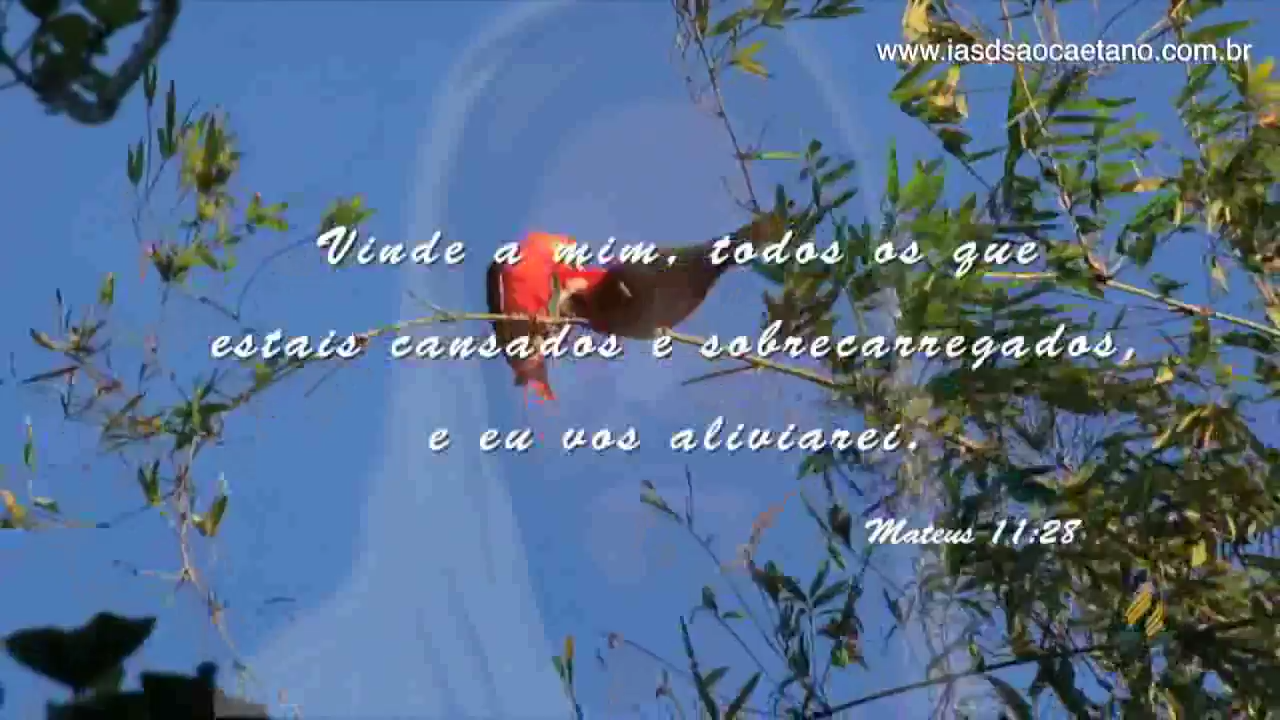 www.iasdsaocaetano.com.br
Vinde a mim, todos os que
estais cansados e sobrecarregados,
e eu vos aliviarei.
Mateus 11:28